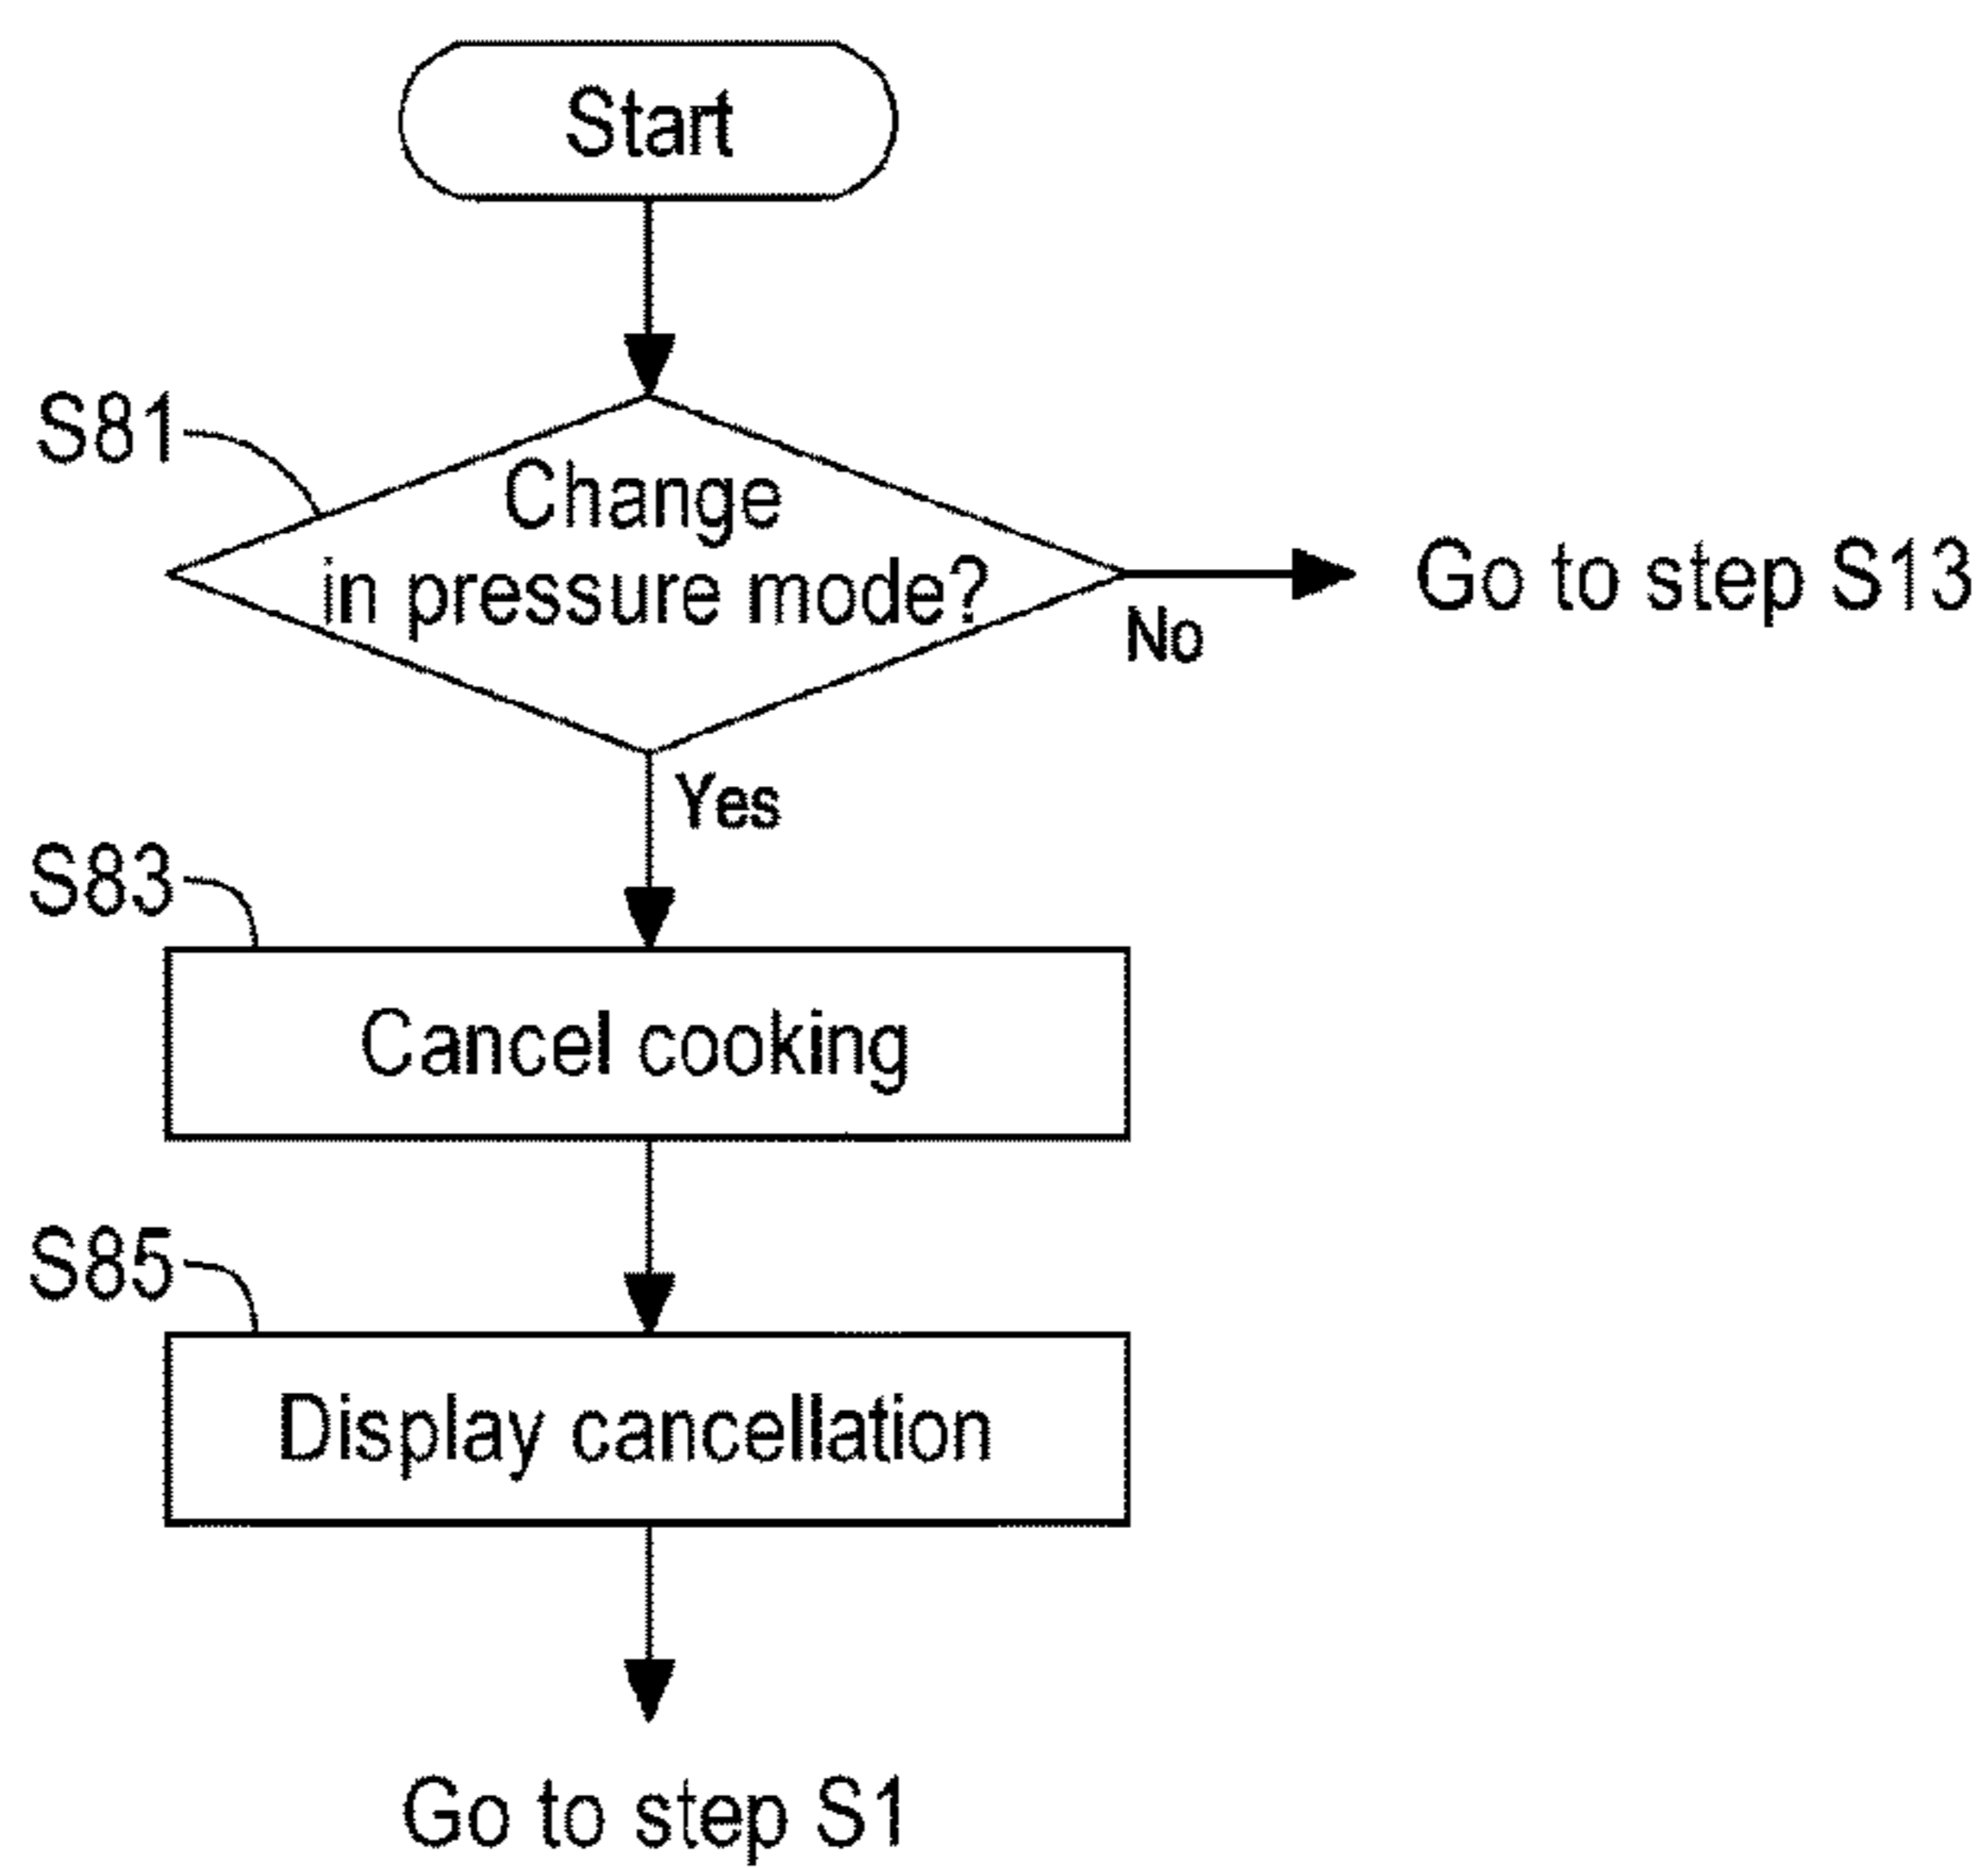 Start
S81
Change
in pressure mode?
No
Go to step S13
Yes
S83
Cancel cooking
S85
Display cancellation
Go to step S1